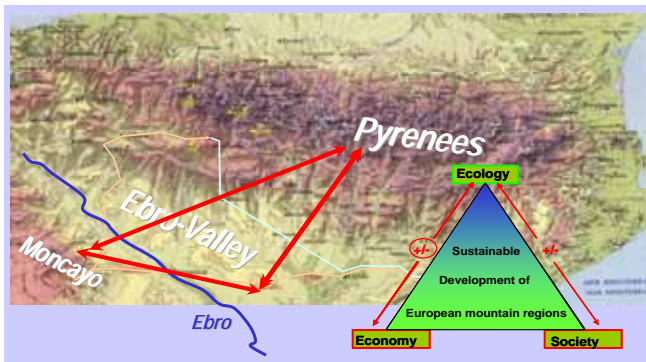 Pyrenees
Ebro-Valley
Moncayo
Ebro
Ecology
+/-
+/-
Sustainable
Development of
European mountain regions
Economy
Society